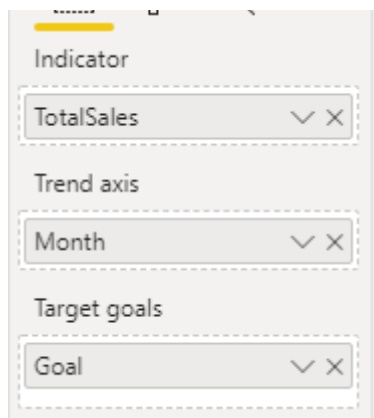 Indicator
TotalSales
Trend axis
Month
Target goals
Goal